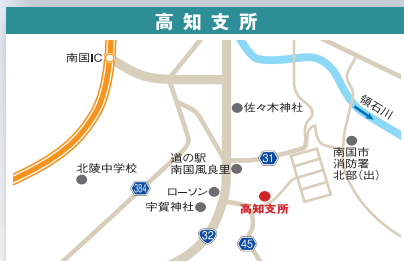 高知支所
南国IC
佐々木神社
領石川
道の駅
南国風良里
31
南国市
消防署
北部(出)
北陵中学校
384
ローソン
宇賀神社
高知支所
32
45